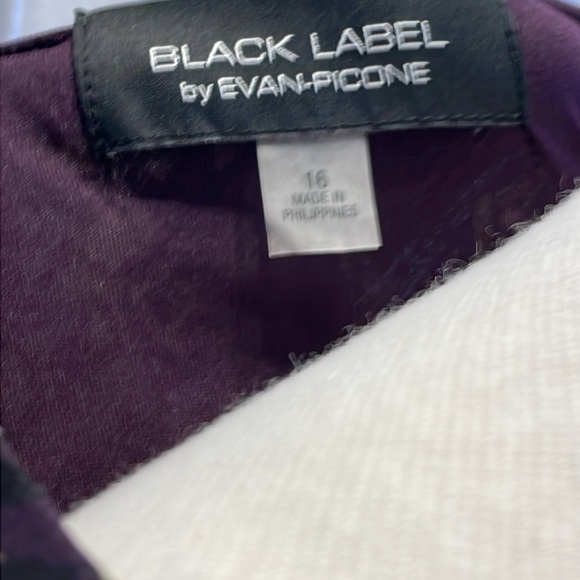 BLACK LABEL
by EVAN-PICONE
16
MADE IN
PHILIPPINES